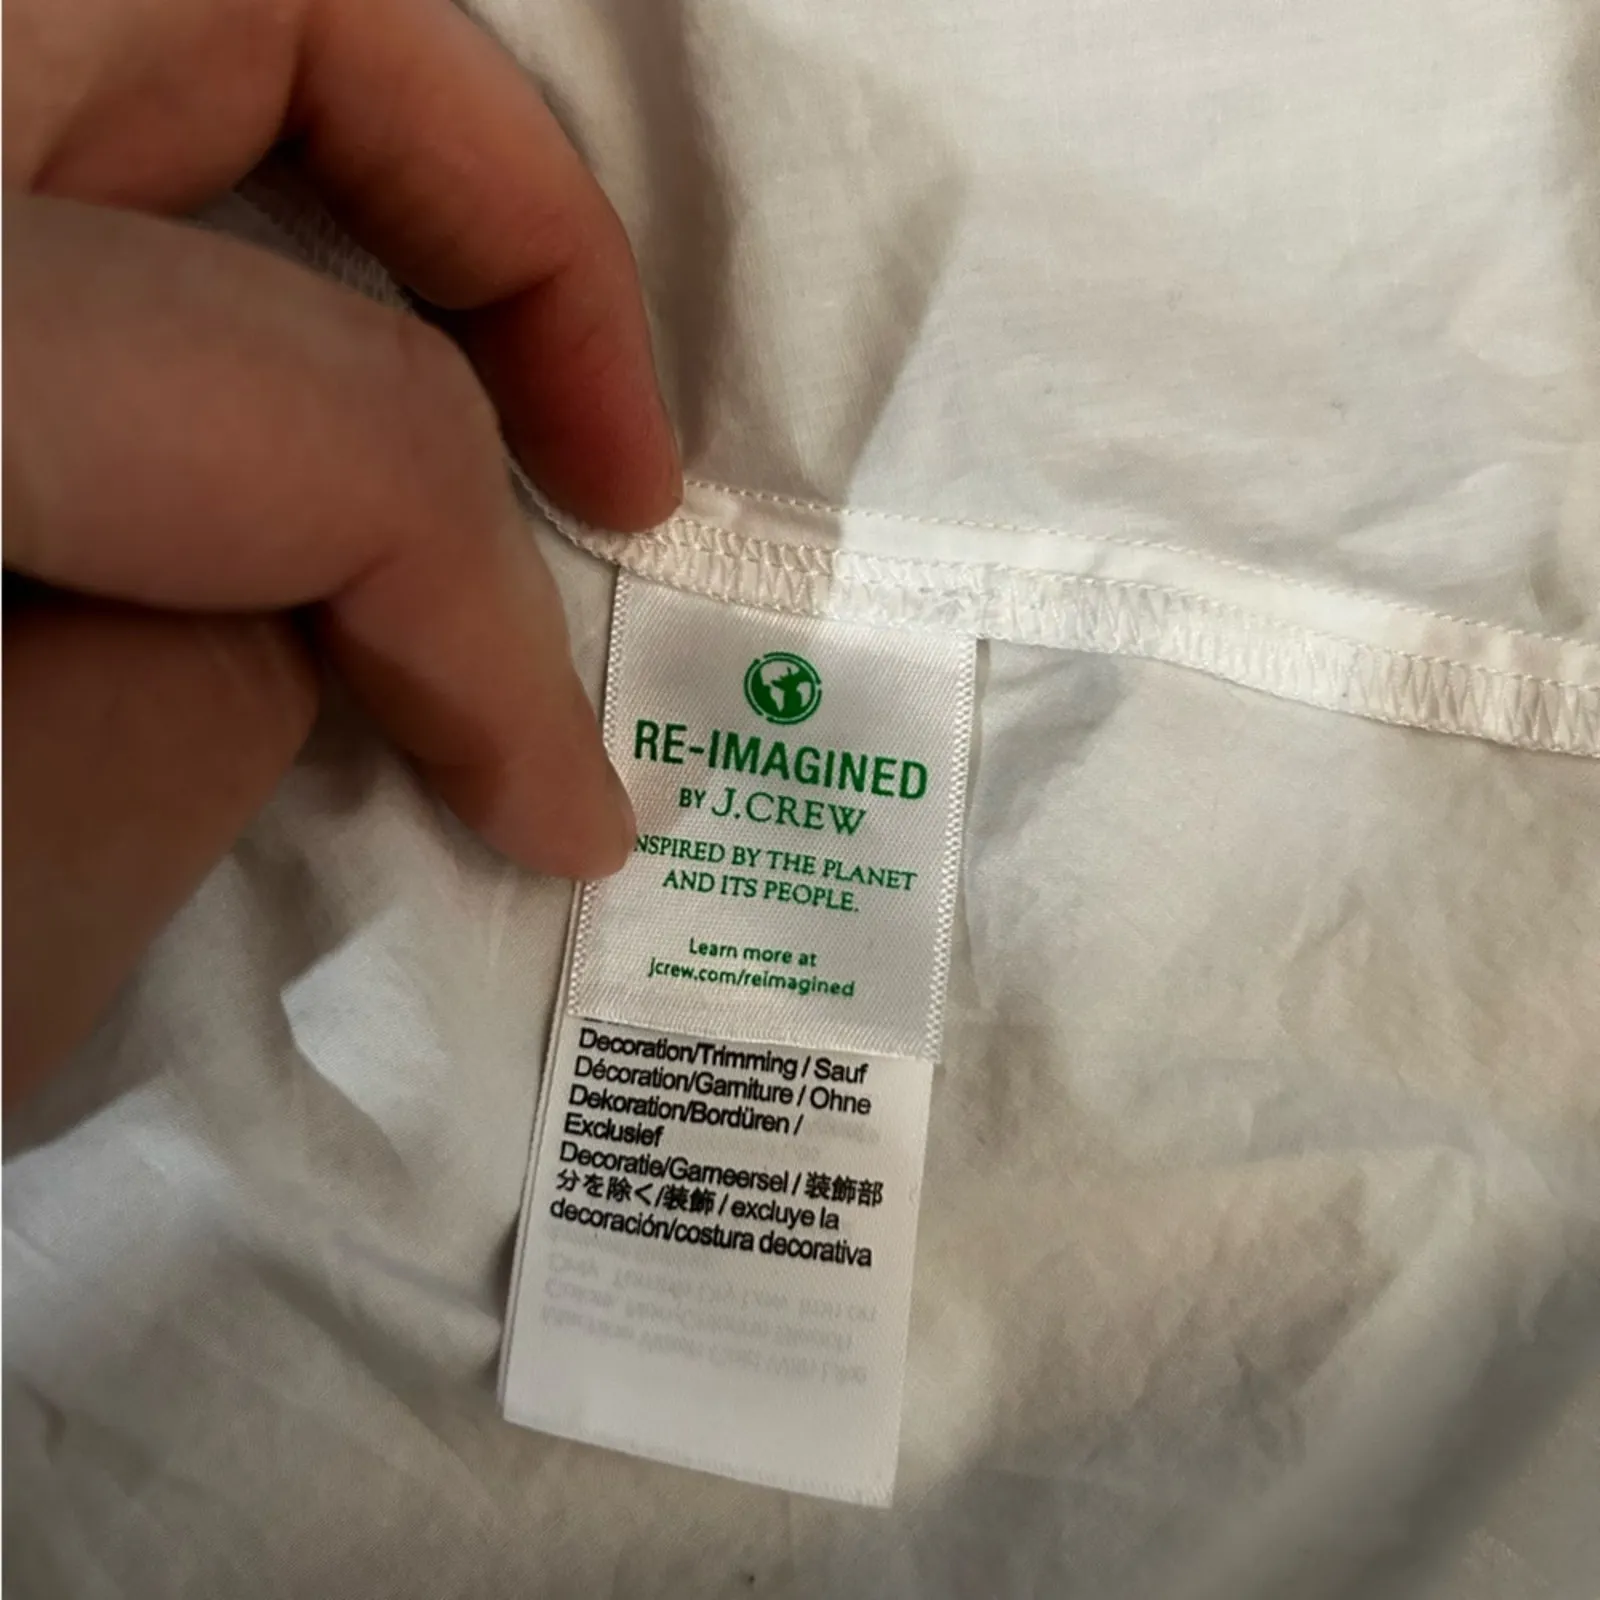 RE-IMAGINED
BY J.CREW
NSPIRED BY THE PLANET
AND ITS PEOPLE.
Learn more at
jcrew.com/reimagined
Decoration/Trimming / Sauf
Décoration/Garniture / Ohne
Dekoration/Bordüren /
Exclusief
Decoratie/Garneersel / 装飾部
分を除く/装飾 / excluye la
decoración/costura decorativa